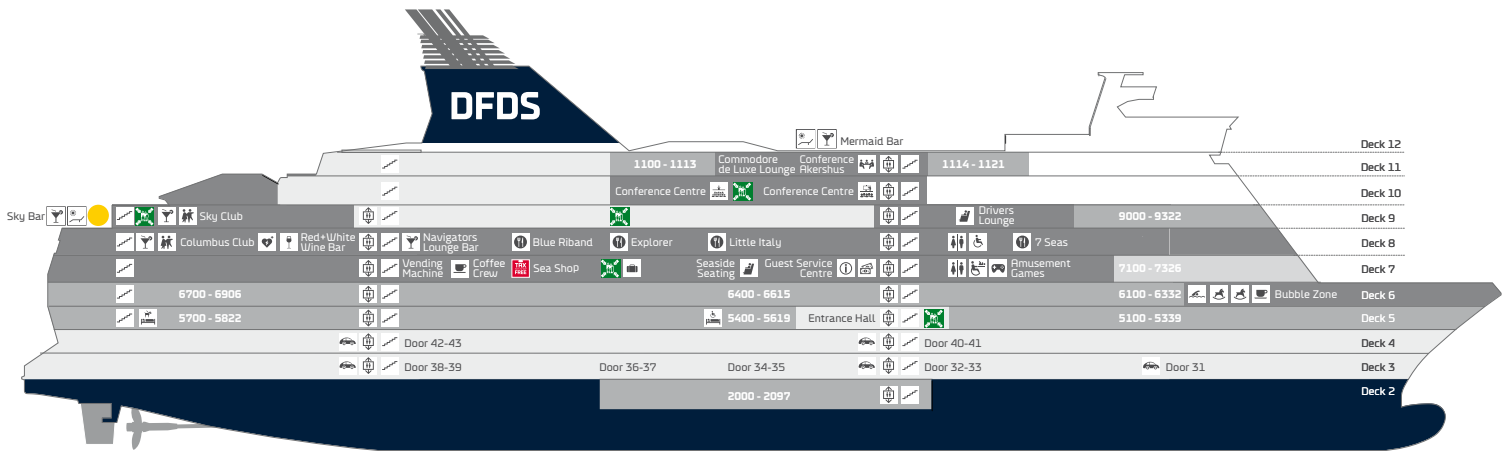 DFDS
Mermaid Bar
Deck 12
1100 - 1113
Commodore
de Luxe Lounge
Conference
Akershus
1114 - 1121
Deck 11
Conference Centre
Conference Centre
Deck 10
Sky Bar
Sky Club
Drivers
Lounge
9000 - 9322
Deck 9
Columbus Club
Red+White
Wine Bar
Navigators
Lounge Bar
Blue Riband
Explorer
Little Italy
7 Seas
Deck 8
Vending
Machine
Coffee
Crew
TAX
FREE
Sea Shop
Seaside
Seating
Guest Service
Centre
Amusement
Games
7100 - 7326
Deck 7
6700 - 6906
6400 - 6615
6100 - 6332
Bubble Zone
Deck 6
5700 - 5822
5400 - 5619
Entrance Hall
5100 - 5339
Deck 5
Door 42-43
Door 40-41
Deck 4
Door 38-39
Door 36-37
Door 34-35
Door 32-33
Door 31
Deck 3
2000 - 2097
Deck 2